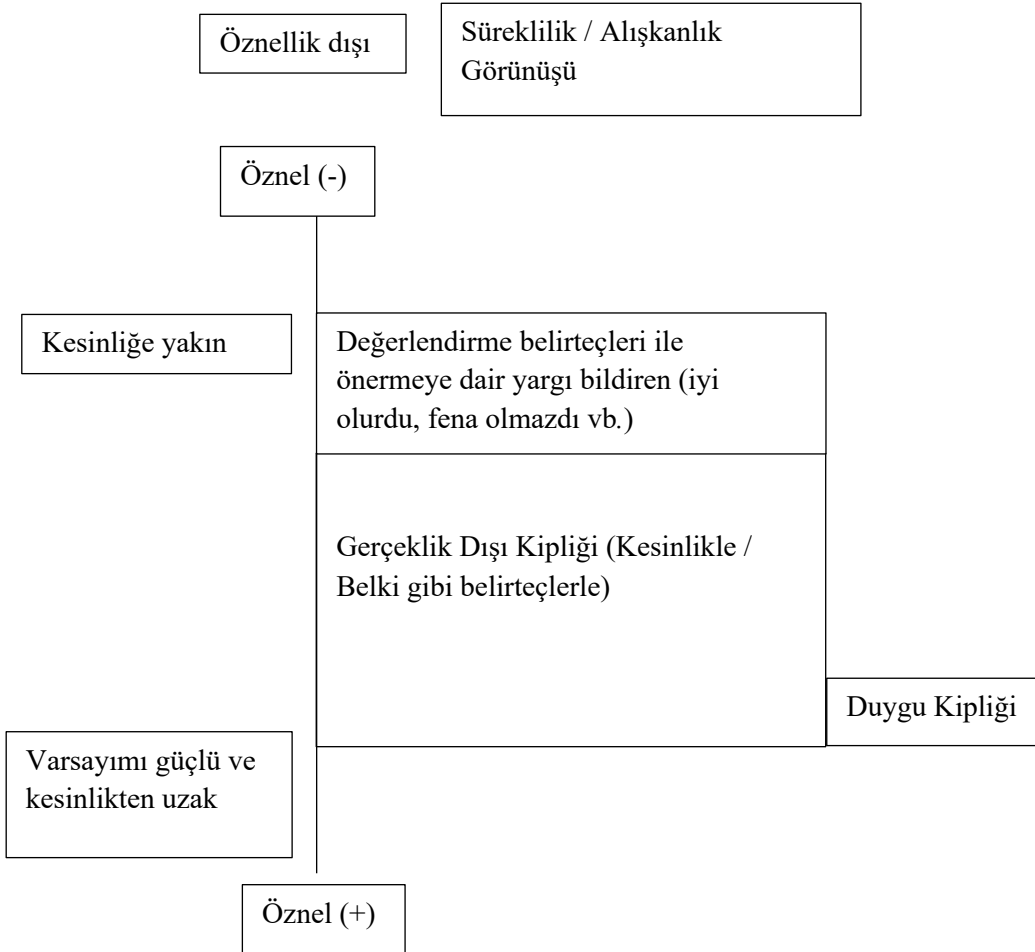 Öznellik dışı
Süreklilik / Alışkanlık
Görünüşü
Öznel (-)
Kesinliğe yakın
Değerlendirme belirteçleri ile
önermeye dair yargı bildiren (iyi
olurdu, fena olmazdı vb.)
Gerçeklik Dışı Kipliği (Kesinlikle /
Belki gibi belirteçlerle)
Duygu Kipliği
Varsayımı güçlü ve
kesinlikten uzak
Öznel (+)